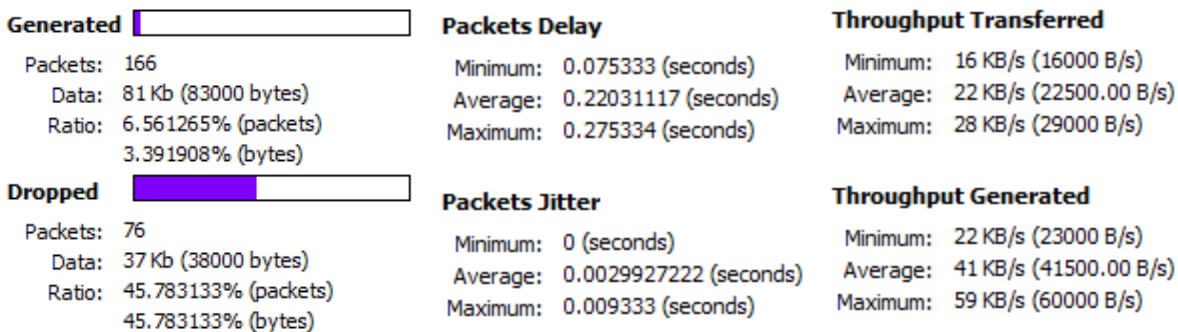 Generated
Packets: 166
Data: 81 Kb (83000 bytes)
Ratio: 6.561265% (packets)
3.391908% (bytes)
Dropped
Packets: 76
Data: 37 Kb (38000 bytes)
Ratio: 45.783133% (packets)
45.783133% (bytes)
Packets Delay
Minimum: 0.075333 (seconds)
Average: 0.22031117 (seconds)
Maximum: 0.275334 (seconds)
Packets Jitter
Minimum: 0 (seconds)
Average: 0.0029927222 (seconds)
Maximum: 0.009333 (seconds)
Throughput Transferred
Minimum: 16 KB/s (16000 B/s)
Average: 22 KB/s (22500.00 B/s)
Maximum: 28 KB/s (29000 B/s)
Throughput Generated
Minimum: 22 KB/s (23000 B/s)
Average: 41 KB/s (41500.00 B/s)
Maximum: 59 KB/s (60000 B/s)